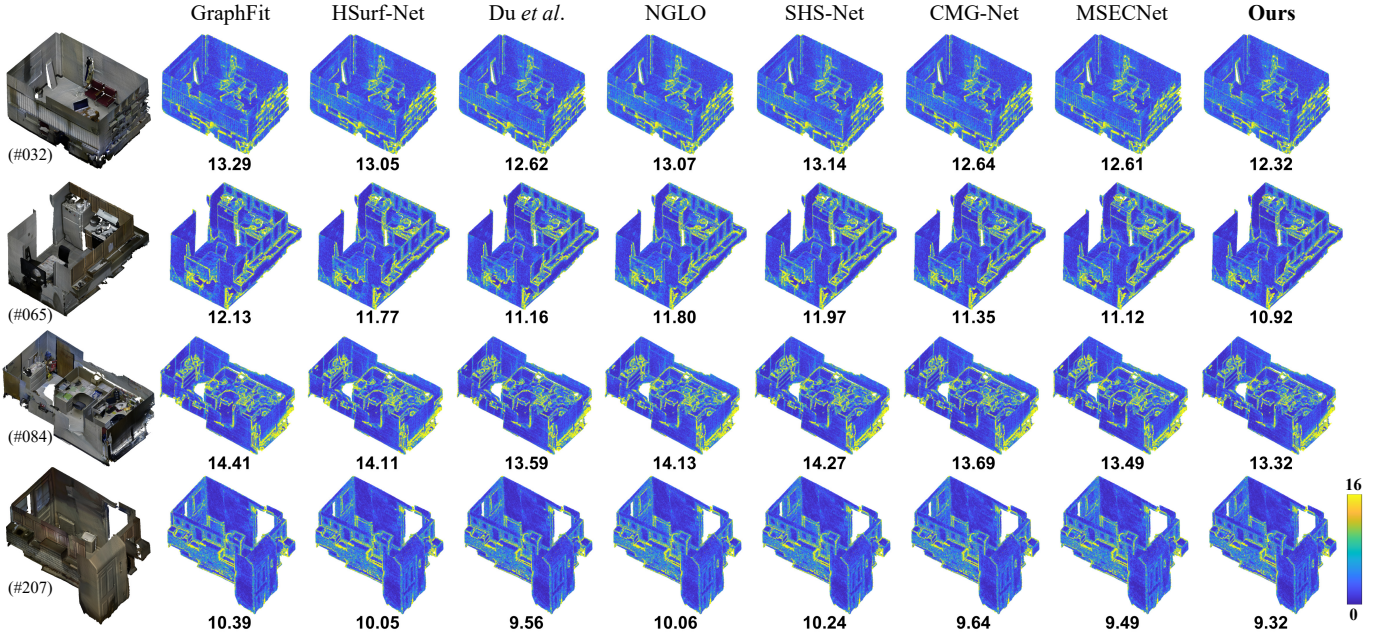 GraphFit HSurf-Net Du et al. NGLO SHS-Net CMG-Net MSECNet Ours
(#032)
13.29 13.05 12.62 13.07 13.14 12.64 12.61 12.32
(#065)
12.13 11.77 11.16 11.80 11.97 11.35 11.12 10.92
(#084)
14.41 14.11 13.59 14.13 14.27 13.69 13.49 13.32
16
(#207)
0
10.39 10.05 9.56 10.06 10.24 9.64 9.49 9.32